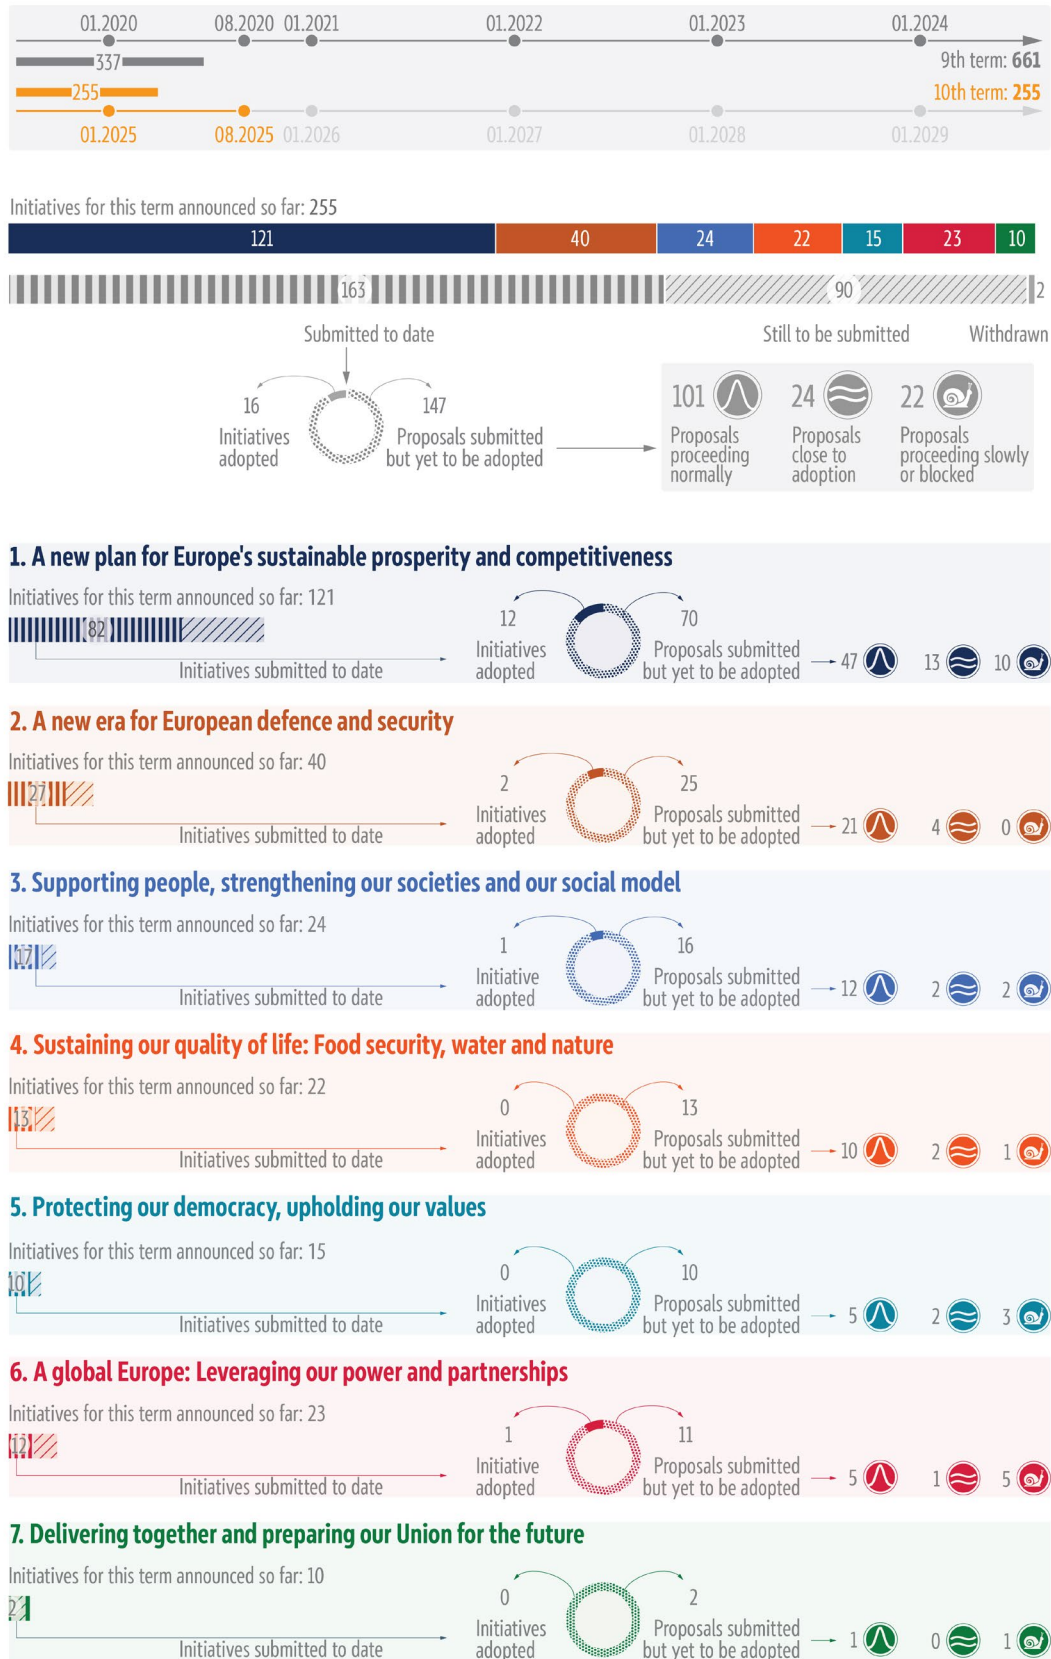 01.2020 08.2020 01.2021 01.2022 01.2023 01.2024
337 9th term: 661
255 10th term: 255
01.2025 08.2025 01.2026 01.2027 01.2028 01.2029
Initiatives for this term announced so far: 255
121 40 24 22 15 23 10
163 90 2
Submitted to date Still to be submitted Withdrawn
16 147
Initiatives adopted
Proposals submitted but yet to be adopted
101 24 22
Proposals proceeding normally
Proposals close to adoption
Proposals proceeding slowly or blocked
1. A new plan for Europe's sustainable prosperity and competitiveness
Initiatives for this term announced so far: 121
82
Initiatives submitted to date
12
Initiatives adopted
70
Proposals submitted but yet to be adopted
47 13 10
2. A new era for European defence and security
Initiatives for this term announced so far: 40
27
Initiatives submitted to date
2
Initiatives adopted
25
Proposals submitted but yet to be adopted
21 4 0
3. Supporting people, strengthening our societies and our social model
Initiatives for this term announced so far: 24
17
Initiatives submitted to date
1
Initiative adopted
16
Proposals submitted but yet to be adopted
12 2 2
4. Sustaining our quality of life: Food security, water and nature
Initiatives for this term announced so far: 22
13
Initiatives submitted to date
0
Initiatives adopted
13
Proposals submitted but yet to be adopted
10 2 1
5. Protecting our democracy, upholding our values
Initiatives for this term announced so far: 15
10
Initiatives submitted to date
0
Initiatives adopted
10
Proposals submitted but yet to be adopted
5 2 3
6. A global Europe: Leveraging our power and partnerships
Initiatives for this term announced so far: 23
12
Initiatives submitted to date
1
Initiative adopted
11
Proposals submitted but yet to be adopted
5 1 5
7. Delivering together and preparing our Union for the future
Initiatives for this term announced so far: 10
2
Initiatives submitted to date
0
Initiatives adopted
2
Proposals submitted but yet to be adopted
1 0 1